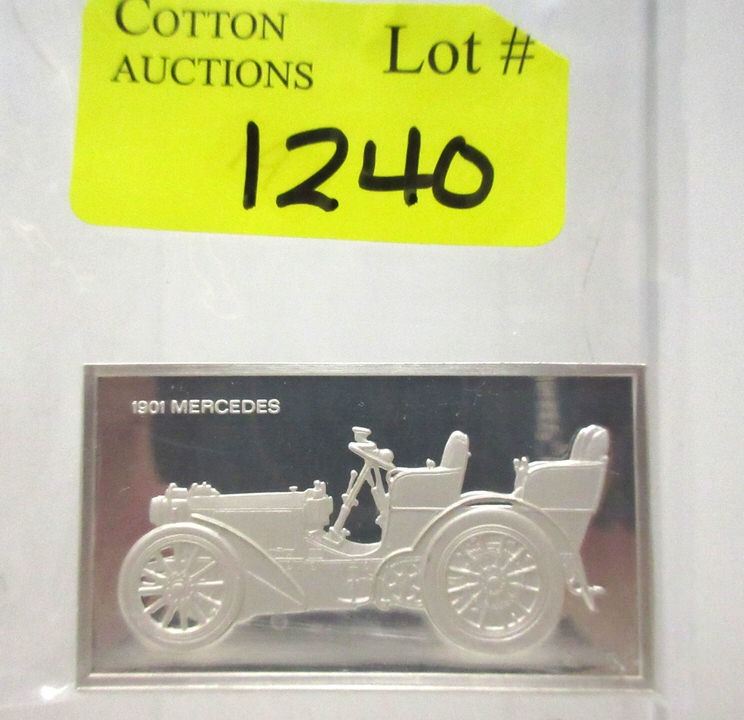 COTTON
AUCTIONS
Lot #
1240
1901 MERCEDES